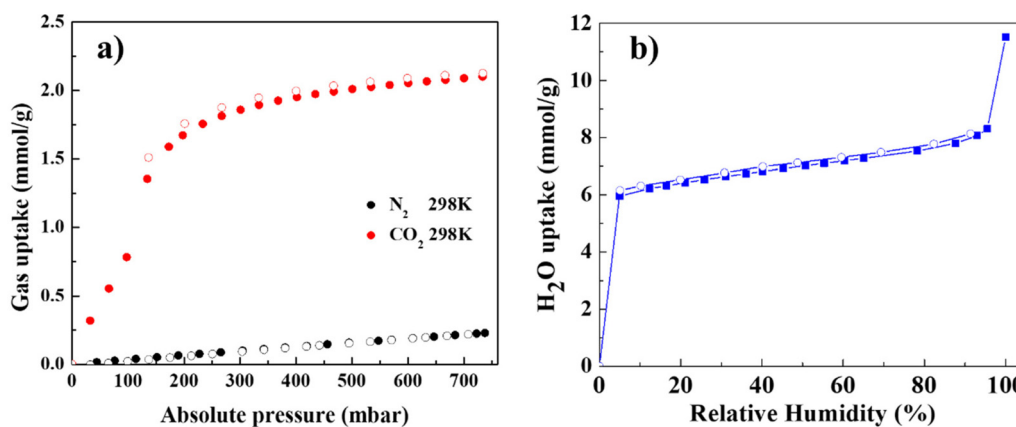 a)
Gas uptake (mmol/g)
2.5
2.0
1.5
1.0
0.5
0.0
N₂ 298K
CO₂ 298K
0 100 200 300 400 500 600 700
Absolute pressure (mbar)
b)
H₂O uptake (mmol/g)
12
10
8
6
4
2
0
0 20 40 60 80 100
Relative Humidity (%)